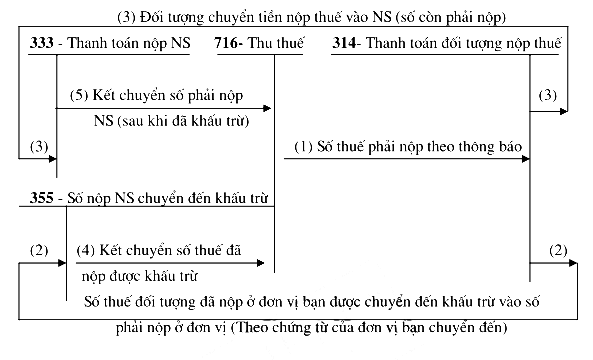 (3) Đối tượng chuyển tiền nộp thuế vào NS (số còn phải nộp)
333 - Thanh toán nộp NS 716- Thu thuế 314- Thanh toán đối tượng nộp thuế
(5) Kết chuyển số phải nộp (3)
NS (sau khi đã khấu trừ)
(3) (1) Số thuế phải nộp theo thông báo
355 - Số nộp NS chuyển đến khấu trừ
(2) (4) Kết chuyển số thuế đã (2)
nộp được khấu trừ
Số thuế đối tượng đã nộp ở đơn vị bạn được chuyển đến khấu trừ vào số
phải nộp ở đơn vị (Theo chứng từ của đơn vị bạn chuyển đến)